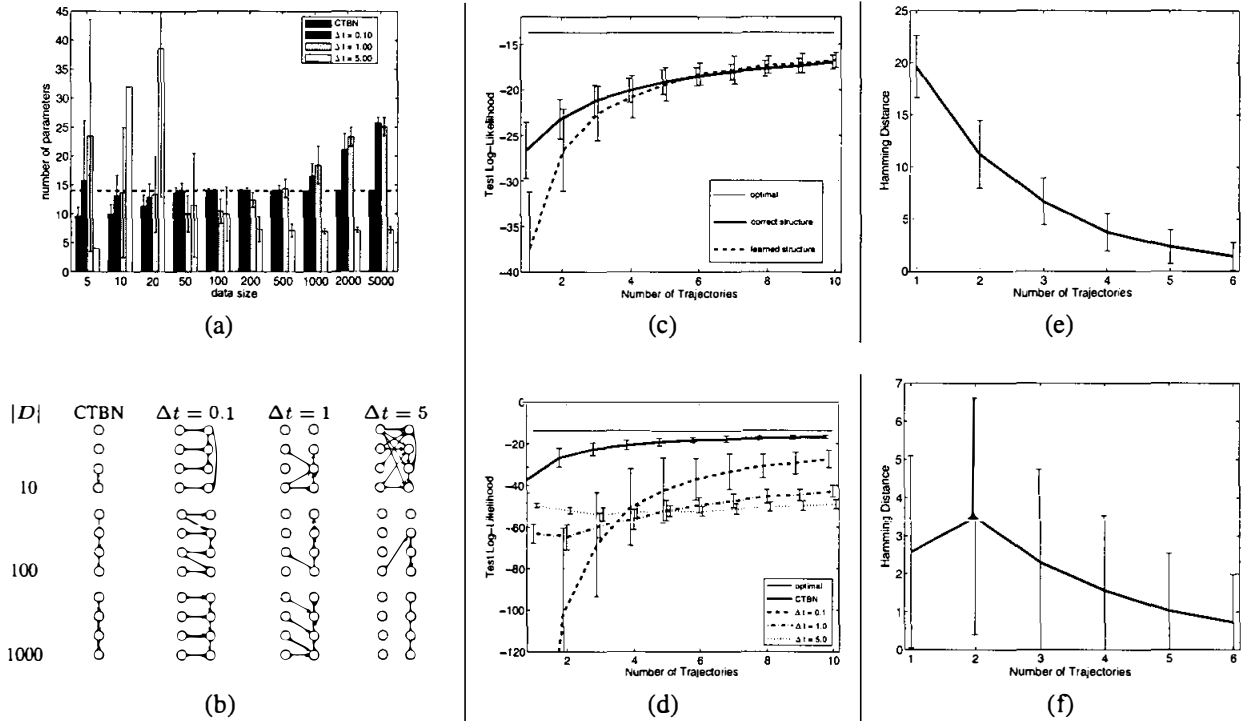 45
40
35
30
25
20
15
10
5
0
number of parameters
CTBN
Δ t = 0.10
Δ t = 1.00
Δ t = 5.00
5 10 20 50 100 200 500 1000 2000 5000
data size
(a)
|D| CTBN Δt = 0.1 Δt = 1 Δt = 5
10
100
1000
(b)
-15
-20
-25
-30
-35
-40
Test Log-Likelihood
optimal
correct structure
learned structure
2 4 6 8 10
Number of Trajectories
(c)
0
-20
-40
-60
-80
-100
-120
Test Log-Likelihood
optimal
CTBN
Δ t = 0.1
Δ t = 1.0
Δ t = 5.0
2 4 6 8 10
Number of Trajectories
(d)
25
20
15
10
5
0
Hamming Distance
1 2 3 4 5 6
Number of Trajectories
(e)
7
6
5
4
3
2
1
0
Hamming Distance
1 2 3 4 5 6
Number of Trajectories
(f)